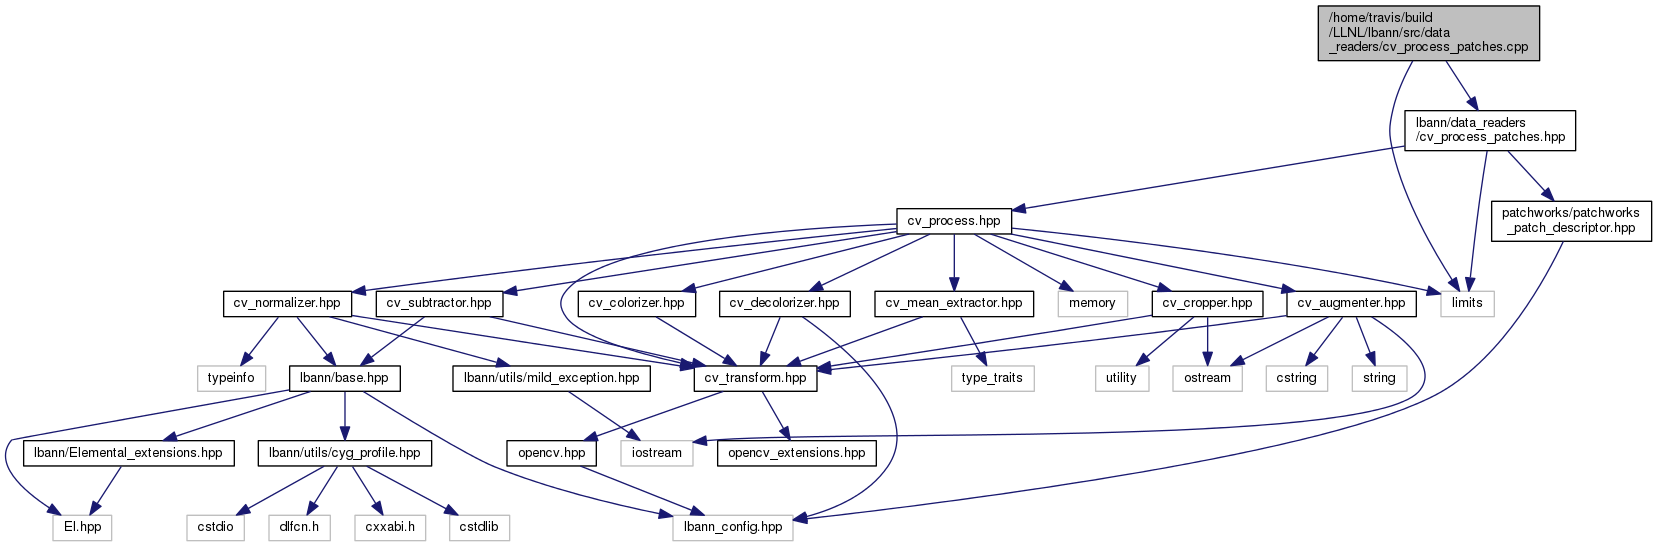 /home/travis/build
/LLNL/lbann/src/data
_readers/cv_process_patches.cpp
lbann/data_readers
/cv_process_patches.hpp
cv_process.hpp
patchworks/patchworks
_patch_descriptor.hpp
cv_normalizer.hpp
cv_subtractor.hpp
cv_colorizer.hpp
cv_decolorizer.hpp
cv_mean_extractor.hpp
memory
cv_cropper.hpp
cv_augmenter.hpp
limits
typeinfo
lbann/base.hpp
lbann/utils/mild_exception.hpp
cv_transform.hpp
type_traits
utility
ostream
cstring
string
lbann/Elemental_extensions.hpp
lbann/utils/cyg_profile.hpp
opencv.hpp
iostream
opencv_extensions.hpp
El.hpp
cstdio
dlfcn.h
cxxabi.h
cstdlib
lbann_config.hpp